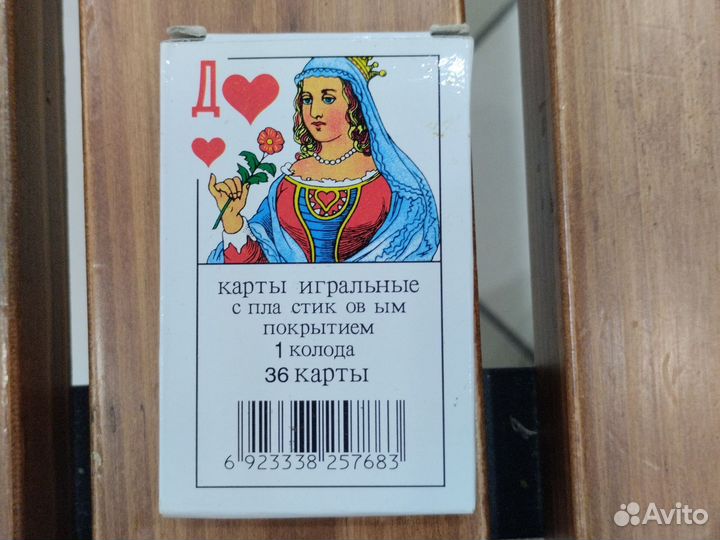 Д
карты игральные
с пла стик ов ым
покрытием
1 колода
36 карты
6 923338 257683
Avito